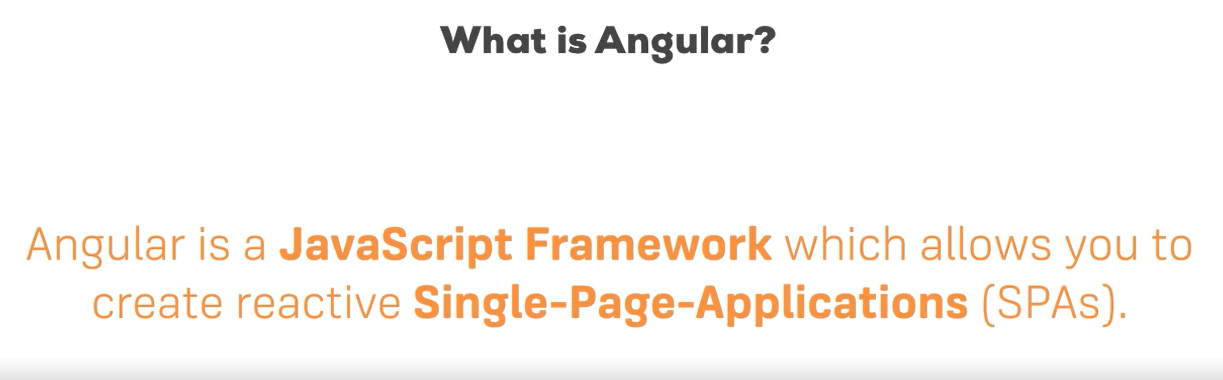 What is Angular?
Angular is a JavaScript Framework which allows you to
create reactive Single-Page-Applications (SPAs).